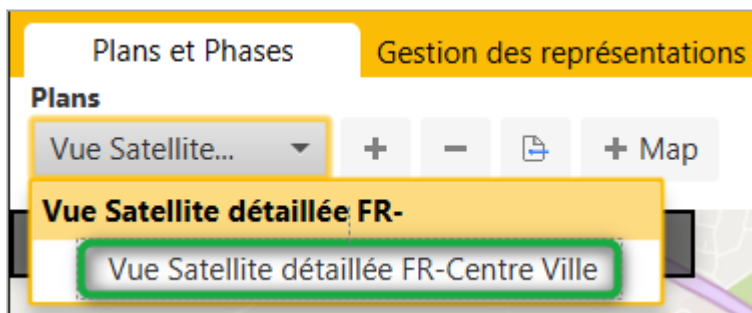 Plans et Phases Gestion des représentations
Plans
Vue Satellite... + − + Map
Vue Satellite détaillée FR-
Vue Satellite détaillée FR-Centre Ville